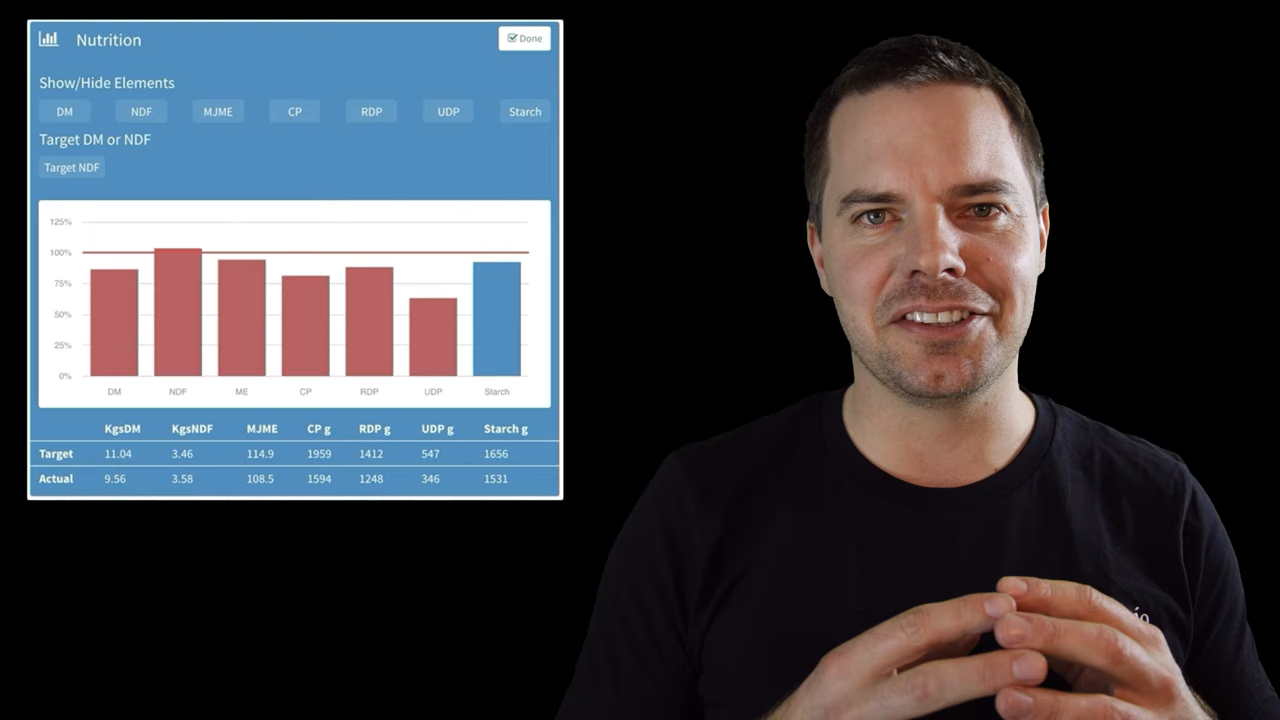 Nutrition
Done
Show/Hide Elements
DM NDF MJME CP RDP UDP Starch
Target DM or NDF
Target NDF
125%
100%
75%
50%
25%
0%
DM NDF ME CP RDP UDP Starch
KgsDM KgsNDF MJME CP g RDP g UDP g Starch g
Target 11.04 3.46 114.9 1959 1412 547 1656
Actual 9.56 3.58 108.5 1594 1248 346 1531